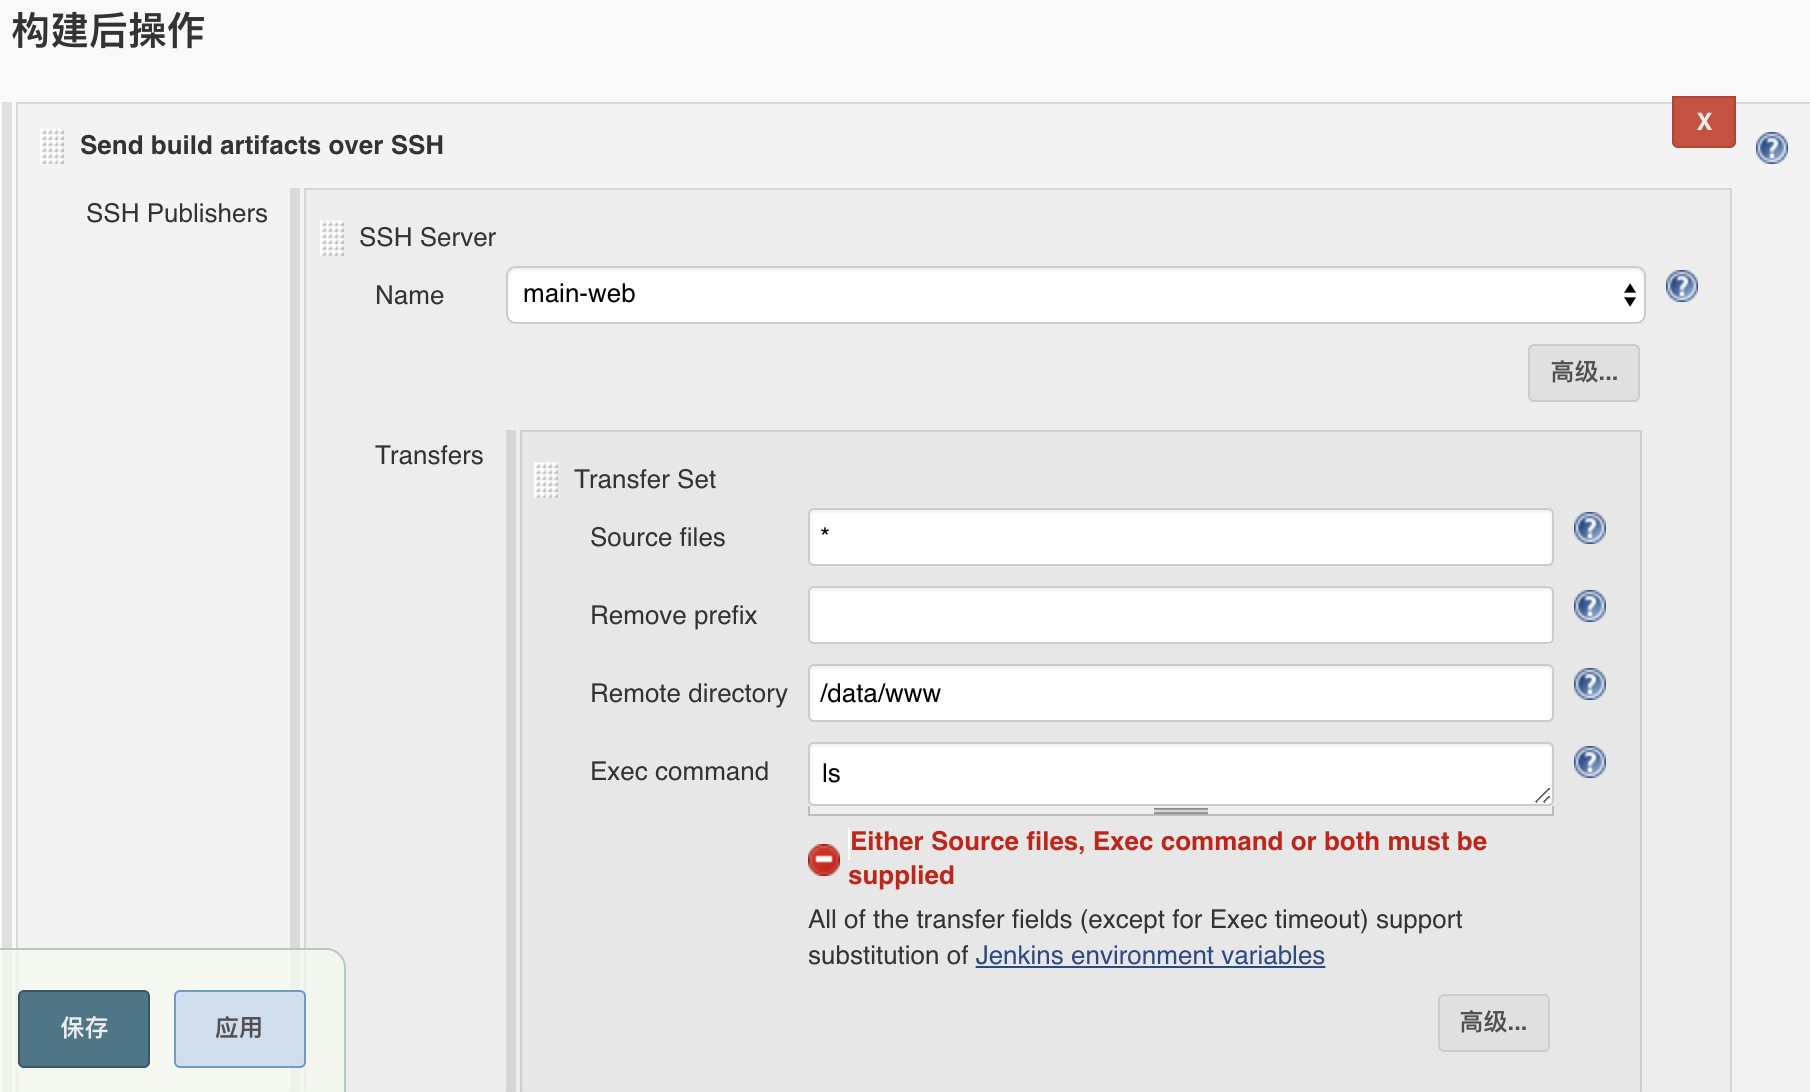 构建后操作
X
Send build artifacts over SSH
SSH Publishers
SSH Server
Name
main-web
高级...
Transfers
Transfer Set
Source files
*
Remove prefix
Remote directory
/data/www
Exec command
ls
Either Source files, Exec command or both must be
supplied
All of the transfer fields (except for Exec timeout) support
substitution of Jenkins environment variables
高级...
保存
应用